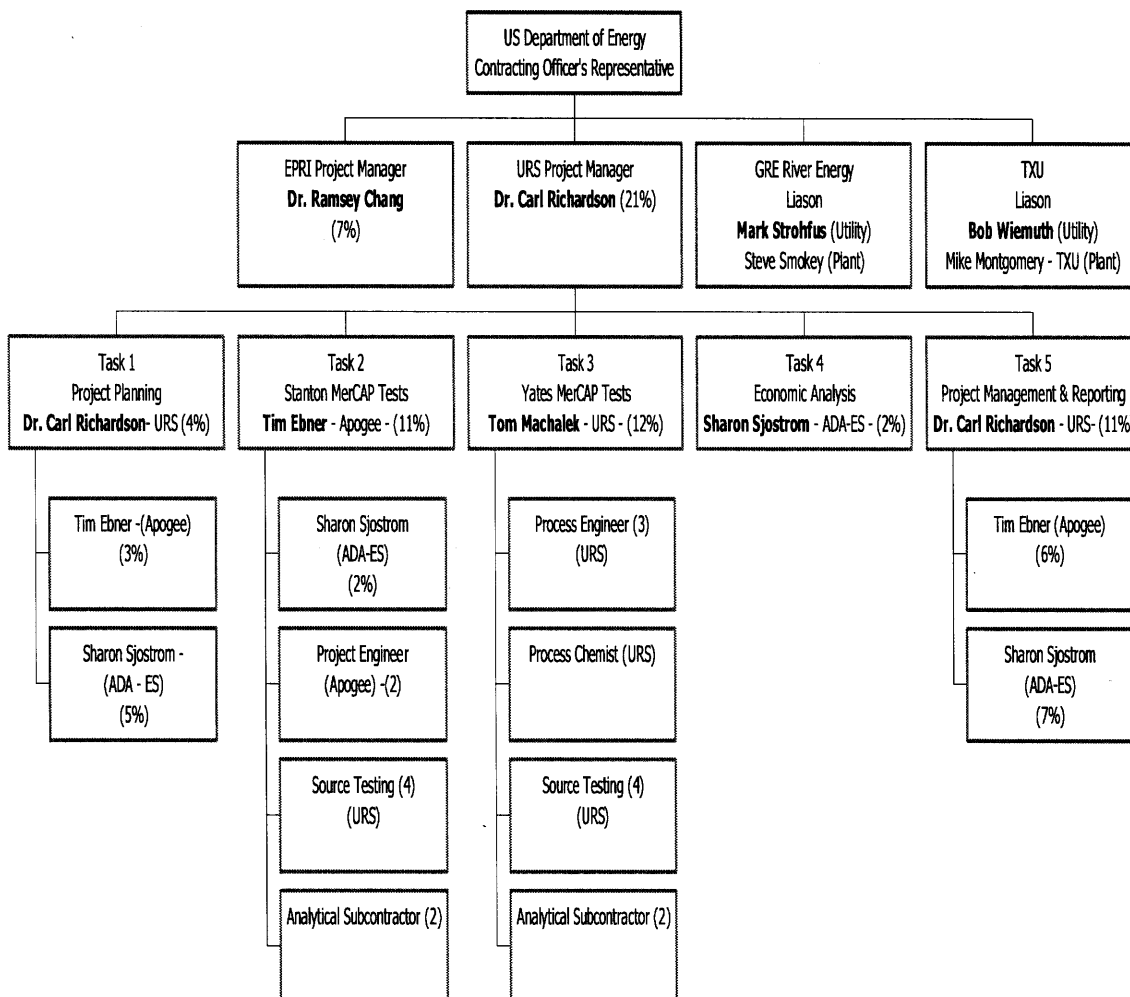 US Department of Energy
Contracting Officer's Representative
EPRI Project Manager
Dr. Ramsey Chang
(7%)
URS Project Manager
Dr. Carl Richardson (21%)
GRE River Energy
Liason
Mark Strohfus (Utility)
Steve Smokey (Plant)
TXU
Liason
Bob Wiemuth (Utility)
Mike Montgomery - TXU (Plant)
Task 1
Project Planning
Dr. Carl Richardson- URS (4%)
Task 2
Stanton MerCAP Tests
Tim Ebner - Apogee - (11%)
Task 3
Yates MerCAP Tests
Tom Machalek - URS - (12%)
Task 4
Economic Analysis
Sharon Sjostrom - ADA-ES - (2%)
Task 5
Project Management & Reporting
Dr. Carl Richardson - URS- (11%
Tim Ebner -(Apogee)
(3%)
Sharon Sjostrom -
(ADA - ES)
(5%)
Sharon Sjostrom
(ADA-ES)
(2%)
Project Engineer
(Apogee) -(2)
Source Testing (4)
(URS)
Analytical Subcontractor (2)
Process Engineer (3)
(URS)
Process Chemist (URS)
Source Testing (4)
(URS)
Analytical Subcontractor (2)
Tim Ebner (Apogee)
(6%)
Sharon Sjostrom
(ADA-ES)
(7%)